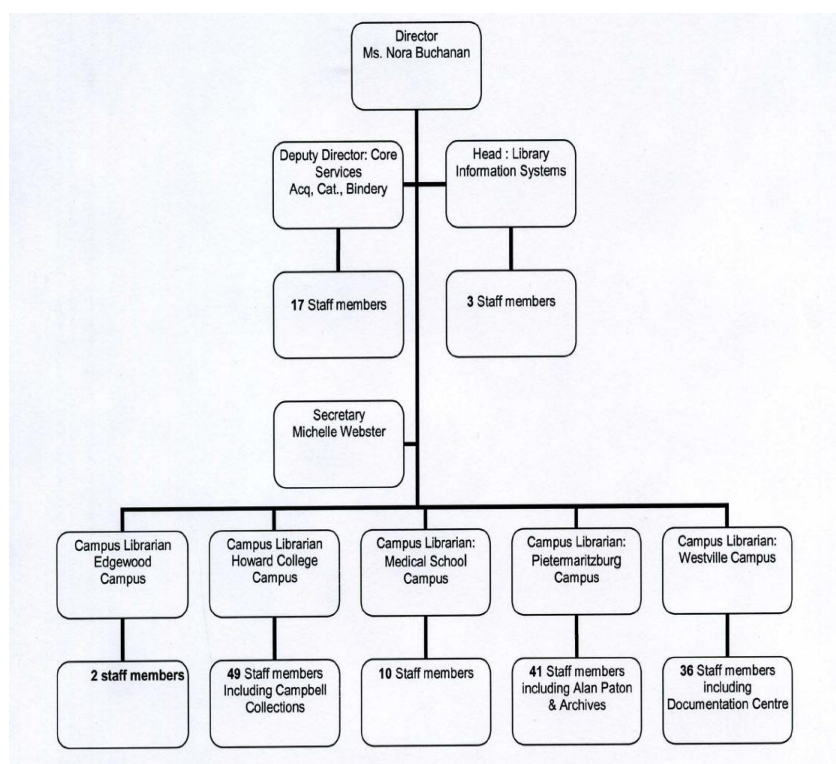 Director
Ms. Nora Buchanan
Deputy Director: Core
Services
Acq, Cat., Bindery
Head : Library
Information Systems
17 Staff members
3 Staff members
Secretary
Michelle Webster
Campus Librarian
Edgewood
Campus
Campus Librarian
Howard College
Campus
Campus Librarian:
Medical School
Campus
Campus Librarian:
Pietermaritzburg
Campus
Campus Librarian:
Westville Campus
2 staff members
49 Staff members
Including Campbell
Collections
10 Staff members
41 Staff members
including Alan Paton
& Archives
36 Staff members
including
Documentation Centre